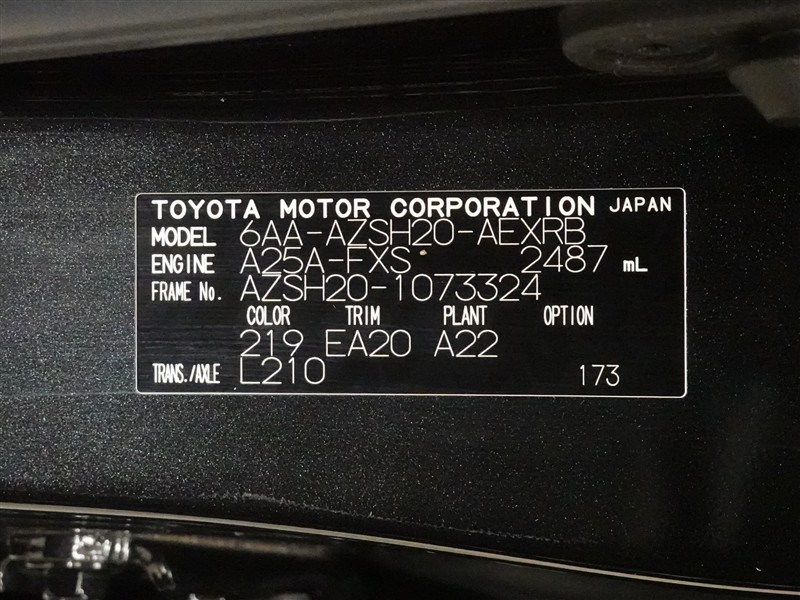 TOYOTA MOTOR CORPORATION JAPAN
MODEL 6AA-AZSH20-AEXRB
ENGINE A25A-FXS 2487 mL
FRAME No. AZSH20-1073324
COLOR TRIM PLANT OPTION
219 EA20 A22
TRANS./AXLE L210 173